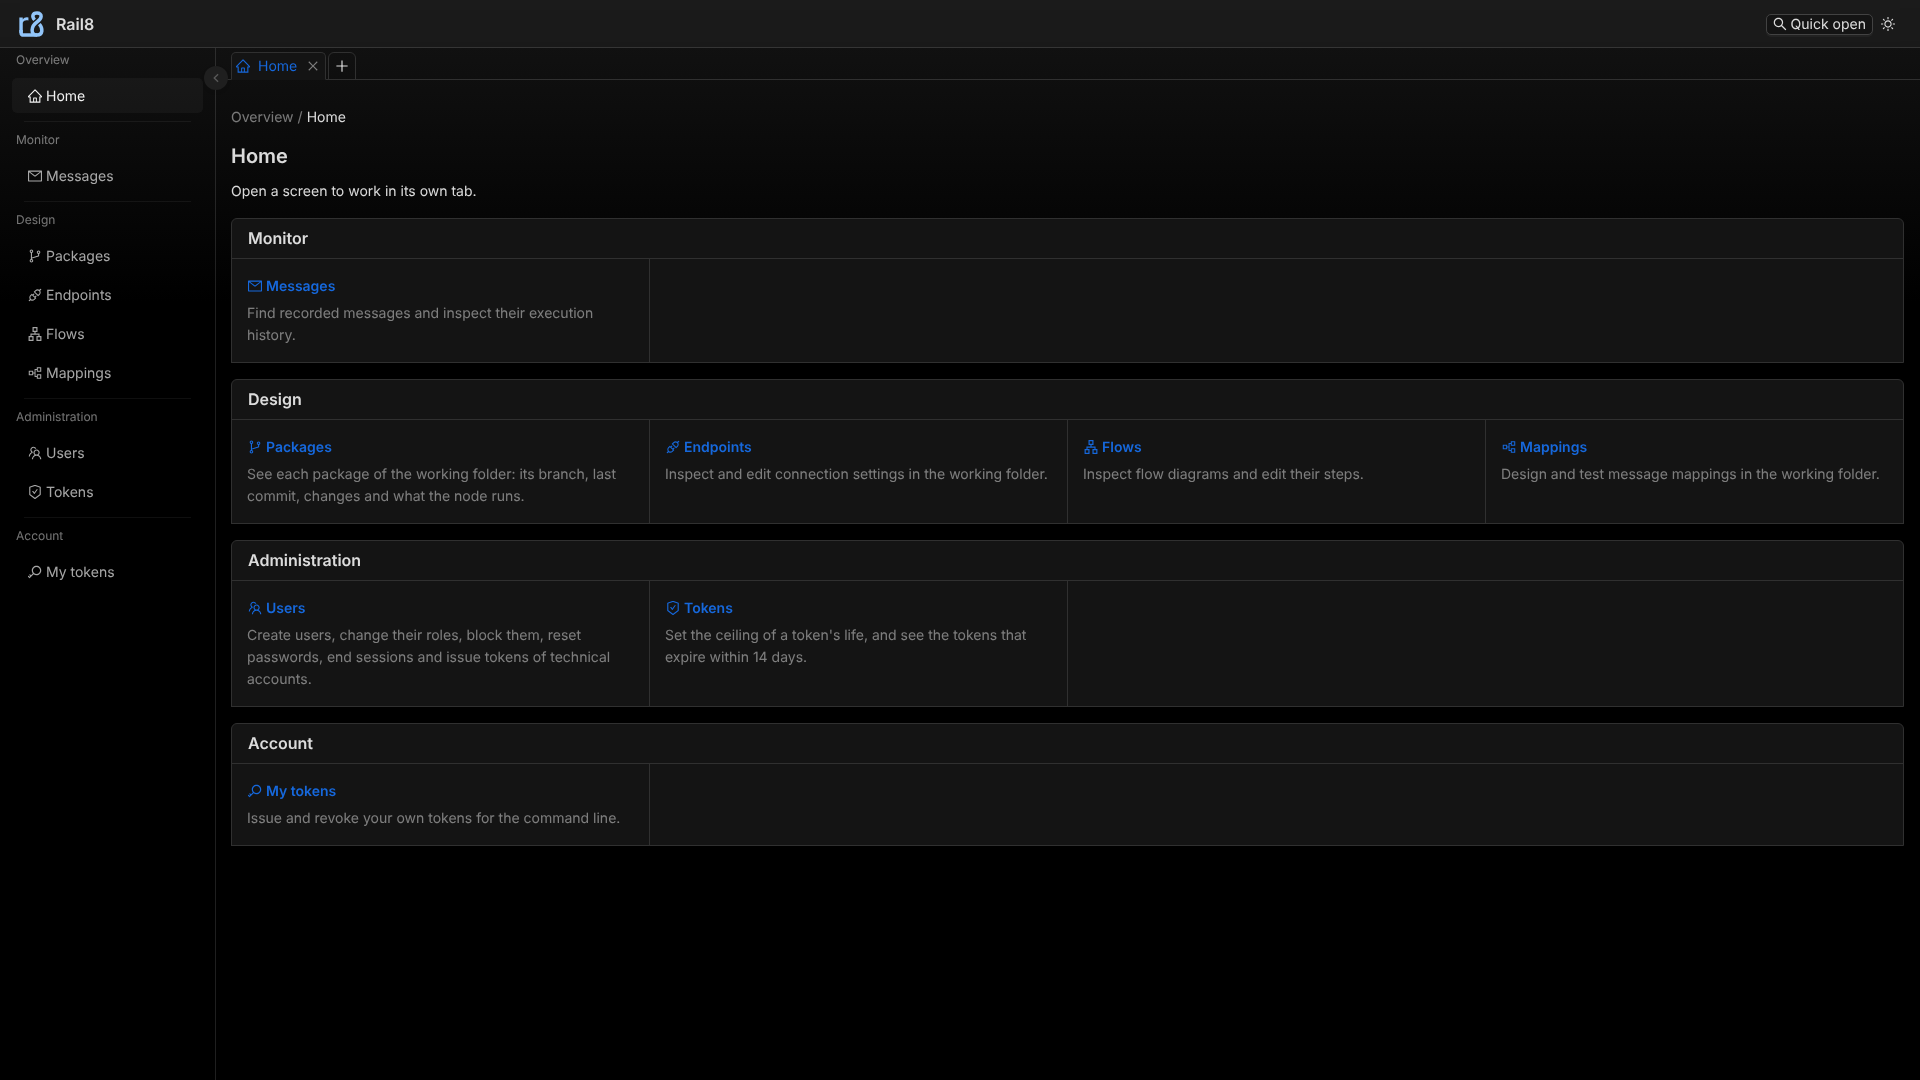 r8 Rail8
Quick open
Overview
Home
Monitor
Messages
Design
Packages
Endpoints
Flows
Mappings
Administration
Users
Tokens
Account
My tokens
Home
Overview / Home
Home
Open a screen to work in its own tab.
Monitor
Messages
Find recorded messages and inspect their execution
history.
Design
Packages
See each package of the working folder: its branch, last
commit, changes and what the node runs.
Endpoints
Inspect and edit connection settings in the working folder.
Flows
Inspect flow diagrams and edit their steps.
Mappings
Design and test message mappings in the working folder.
Administration
Users
Create users, change their roles, block them, reset
passwords, end sessions and issue tokens of technical
accounts.
Tokens
Set the ceiling of a token's life, and see the tokens that
expire within 14 days.
Account
My tokens
Issue and revoke your own tokens for the command line.